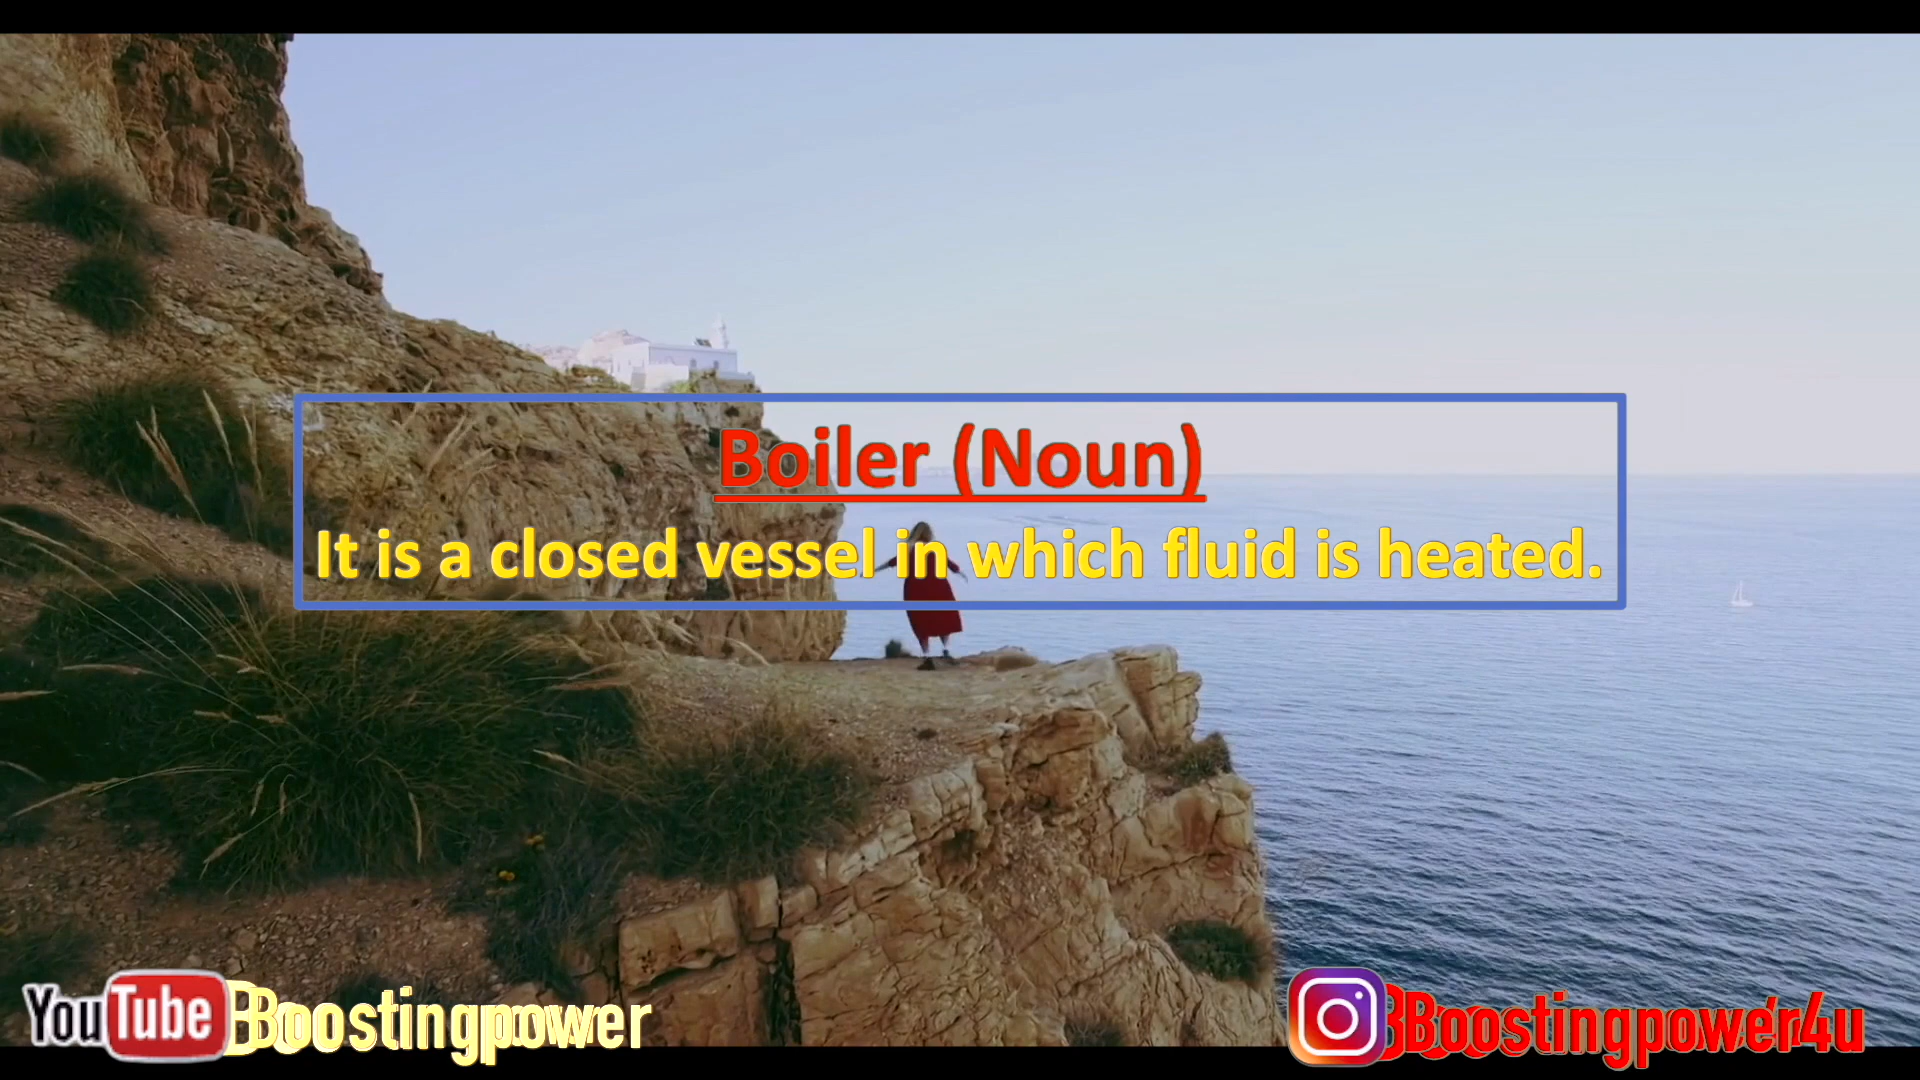 Boiler (Noun)
It is a closed vessel in which fluid is heated.
YouTube Boostingpower
Boostingpower4u